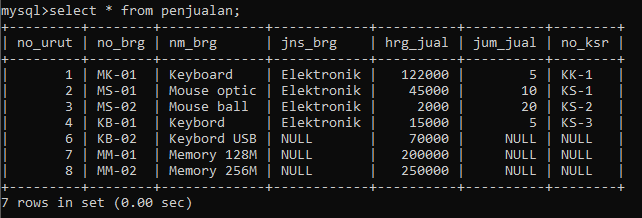 mysql>select * from penjualan;
+---------+--------+-------------+------------+----------+----------+--------+
| no_urut | no_brg | nm_brg      | jns_brg    | hrg_jual | jum_jual | no_ksr |
+---------+--------+-------------+------------+----------+----------+--------+
|       1 | MK-01  | Keyboard    | Elektronik |   122000 |        5 | KK-1   |
|       2 | MS-01  | Mouse optic | Elektronik |    45000 |       10 | KS-1   |
|       3 | MS-02  | Mouse ball  | Elektronik |     2000 |       20 | KS-2   |
|       4 | KB-01  | Keybord     | Elektronik |    15000 |        5 | KS-3   |
|       6 | KB-02  | Keybord USB | NULL       |    70000 |     NULL | NULL   |
|       7 | MM-01  | Memory 128M | NULL       |   200000 |     NULL | NULL   |
|       8 | MM-02  | Memory 256M | NULL       |   250000 |     NULL | NULL   |
+---------+--------+-------------+------------+----------+----------+--------+
7 rows in set (0.00 sec)